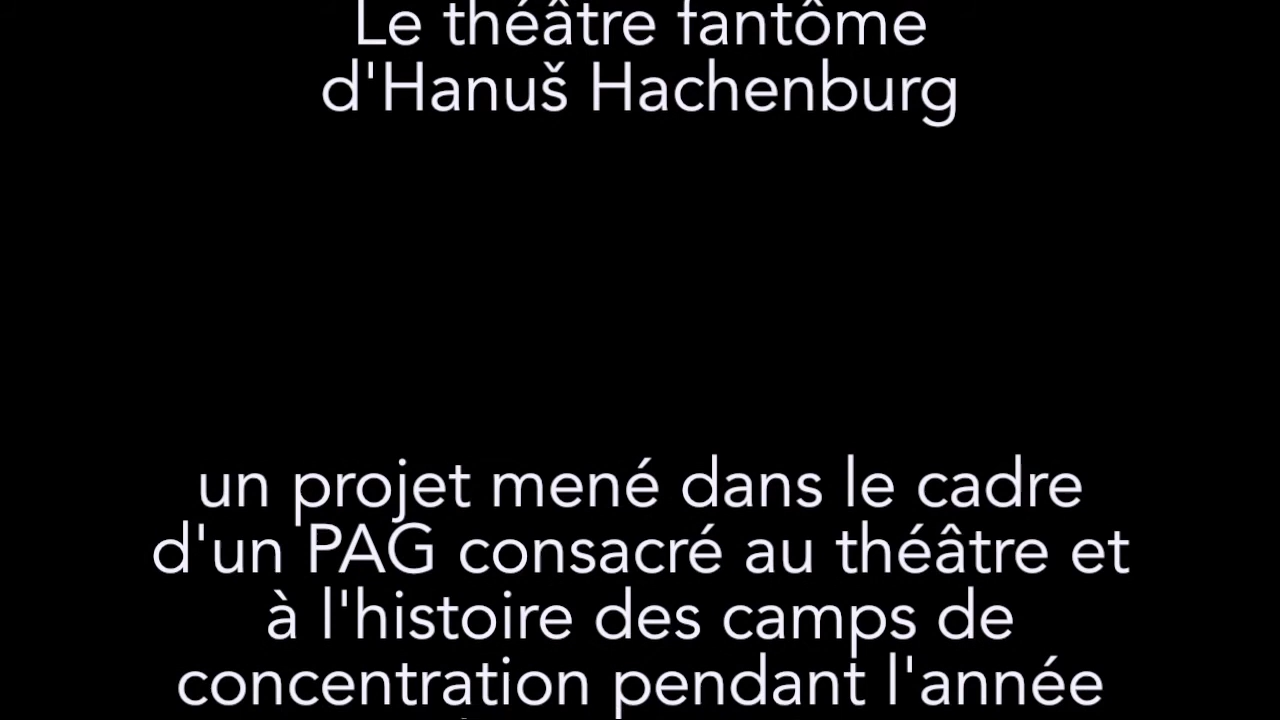 Le théâtre fantôme
d'Hanuš Hachenburg
un projet mené dans le cadre
d'un PAG consacré au théâtre et
à l'histoire des camps de
concentration pendant l'année